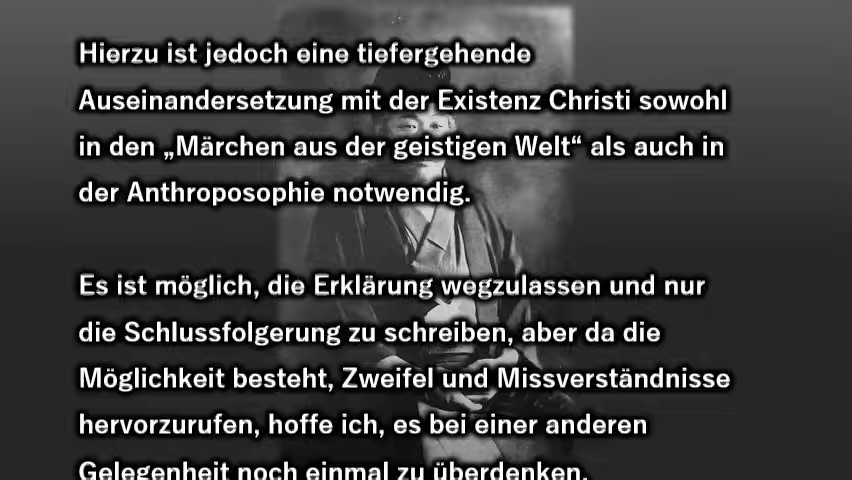 Hierzu ist jedoch eine tiefergehende
Auseinandersetzung mit der Existenz Christi sowohl
in den „Märchen aus der geistigen Welt“ als auch in
der Anthroposophie notwendig.
Es ist möglich, die Erklärung wegzulassen und nur
die Schlussfolgerung zu schreiben, aber da die
Möglichkeit besteht, Zweifel und Missverständnisse
hervorzurufen, hoffe ich, es bei einer anderen
Gelegenheit noch einmal zu überdenken.